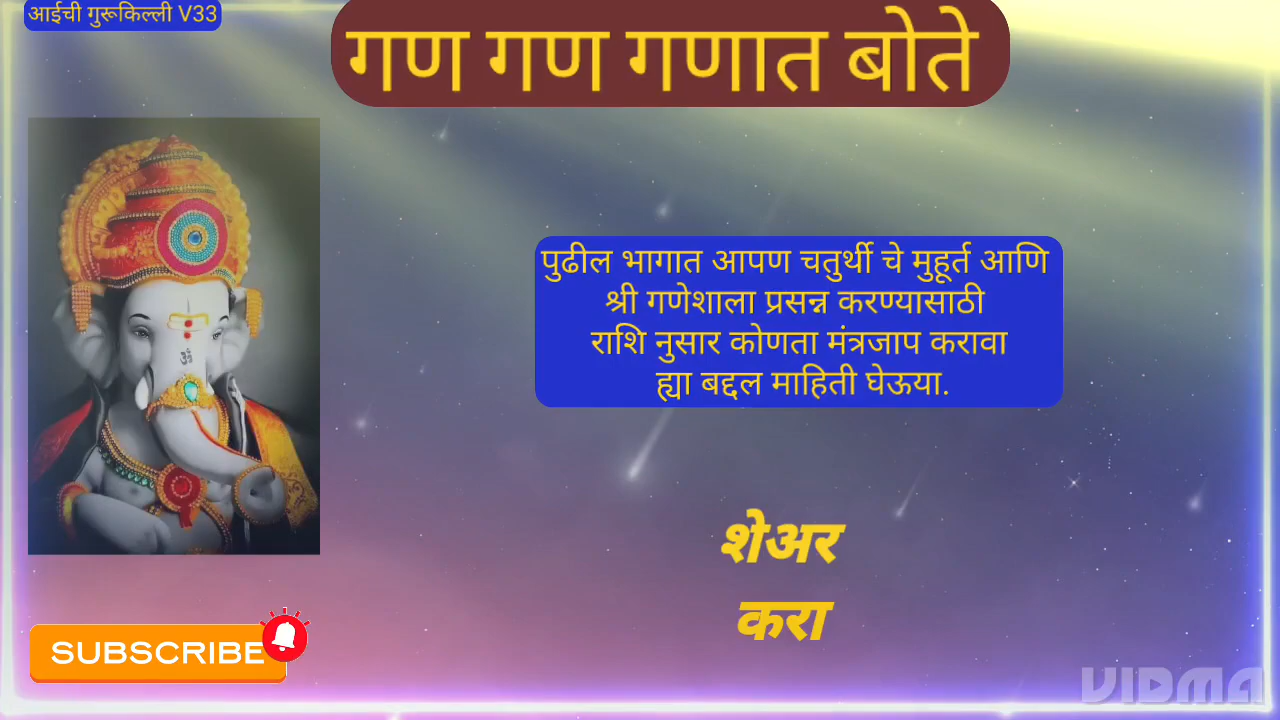 आईची गुरूकिल्ली V33
गण गण गणात बोते
पुढील भागात आपण चतुर्थी चे मुहूर्त आणि
श्री गणेशाला प्रसन्न करण्यासाठी
राशि नुसार कोणता मंत्रजाप करावा
ह्या बद्दल माहिती घेऊया.
ॐ
शेअर
करा
SUBSCRIBE
VIDMA